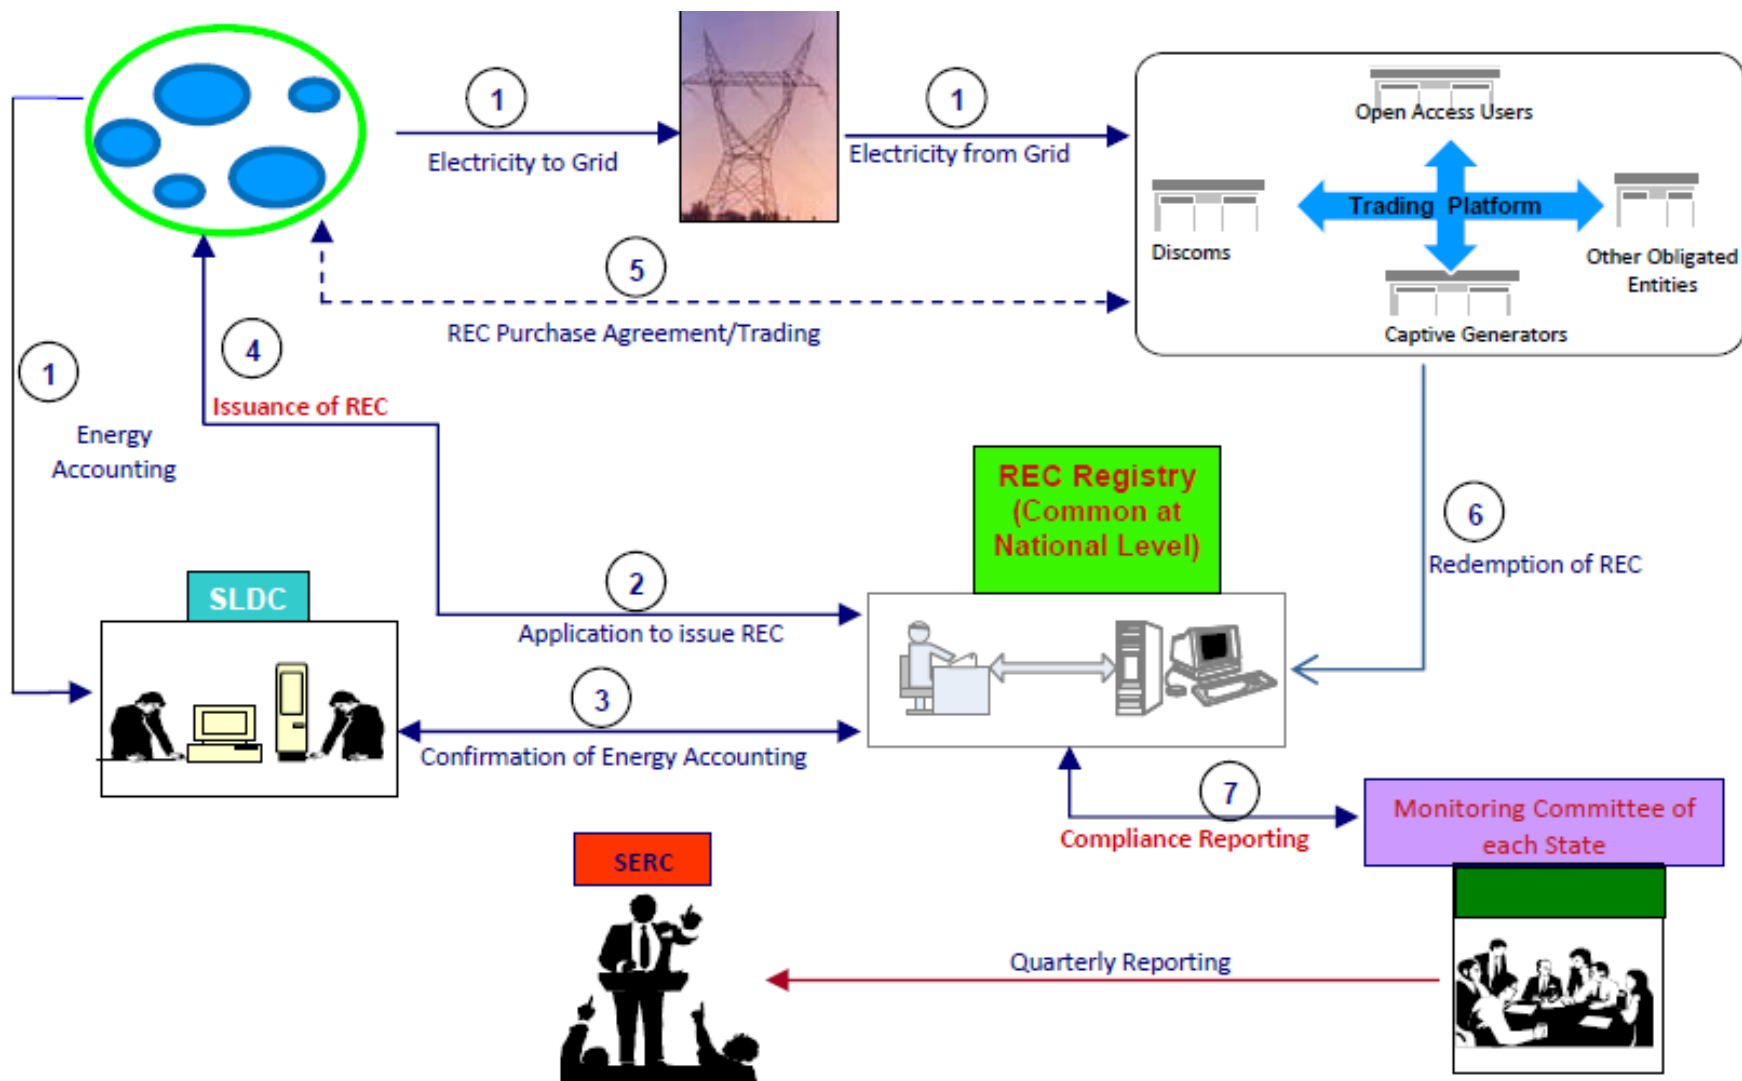 1
Electricity to Grid
1
Electricity from Grid
Open Access Users
Trading Platform
Discoms
Other Obligated
Entities
Captive Generators
5
REC Purchase Agreement/Trading
4
Issuance of REC
1
Energy
Accounting
REC Registry
(Common at
National Level)
6
Redemption of REC
SLDC
2
Application to issue REC
3
Confirmation of Energy Accounting
7
Compliance Reporting
Monitoring Committee of
each State
SERC
Quarterly Reporting